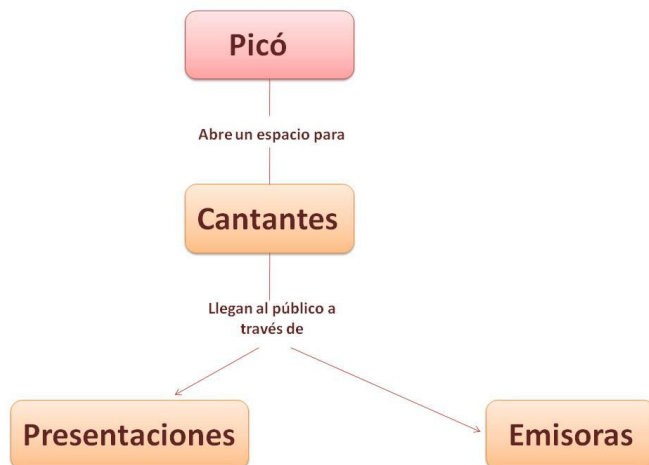 Picó
Abre un espacio para
Cantantes
Llegan al público a
través de
Presentaciones
Emisoras